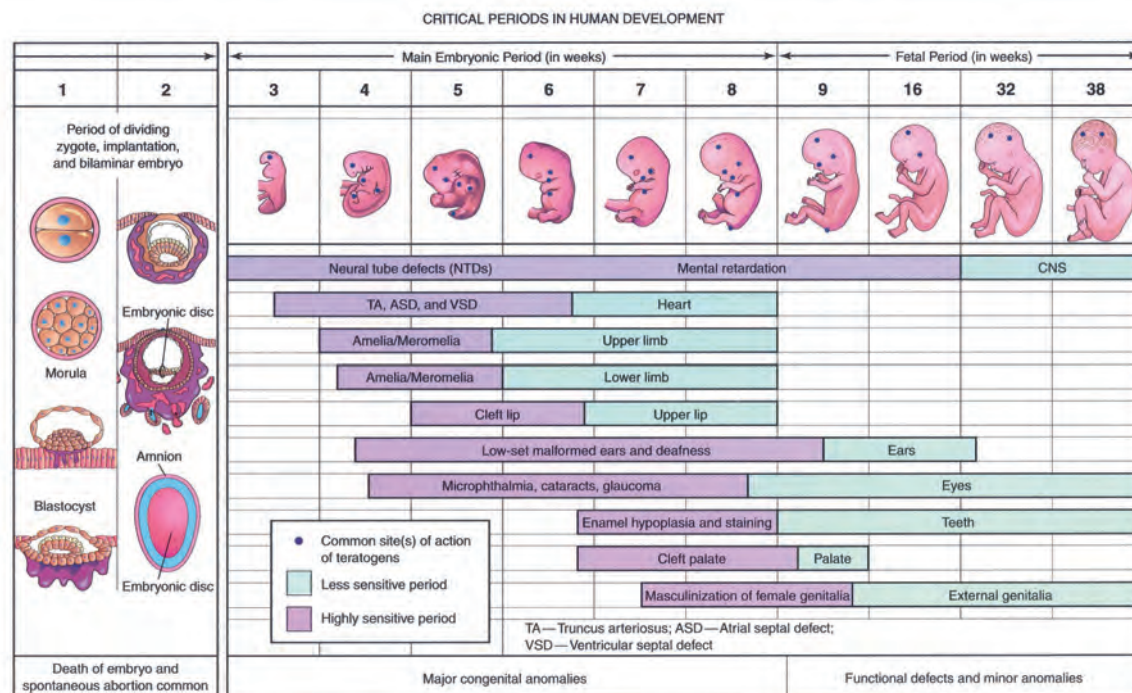 CRITICAL PERIODS IN HUMAN DEVELOPMENT
Main Embryonic Period (in weeks)
Fetal Period (in weeks)
1
2
3
4
5
6
7
8
9
16
32
38
Period of dividing
zygote, implantation,
and bilaminar embryo
Embryonic disc
Morula
Amnion
Blastocyst
Embryonic disc
Neural tube defects (NTDs)
Mental retardation
CNS
TA, ASD, and VSD
Heart
Amelia/Meromelia
Upper limb
Amelia/Meromelia
Lower limb
Cleft lip
Upper lip
Low-set malformed ears and deafness
Ears
Microphthalmia, cataracts, glaucoma
Eyes
Enamel hypoplasia and staining
Teeth
Cleft palate
Palate
Masculinization of female genitalia
External genitalia
Common site(s) of action
of teratogens
Less sensitive period
Highly sensitive period
TA—Truncus arteriosus; ASD—Atrial septal defect;
VSD—Ventricular septal defect
Death of embryo and
spontaneous abortion common
Major congenital anomalies
Functional defects and minor anomalies